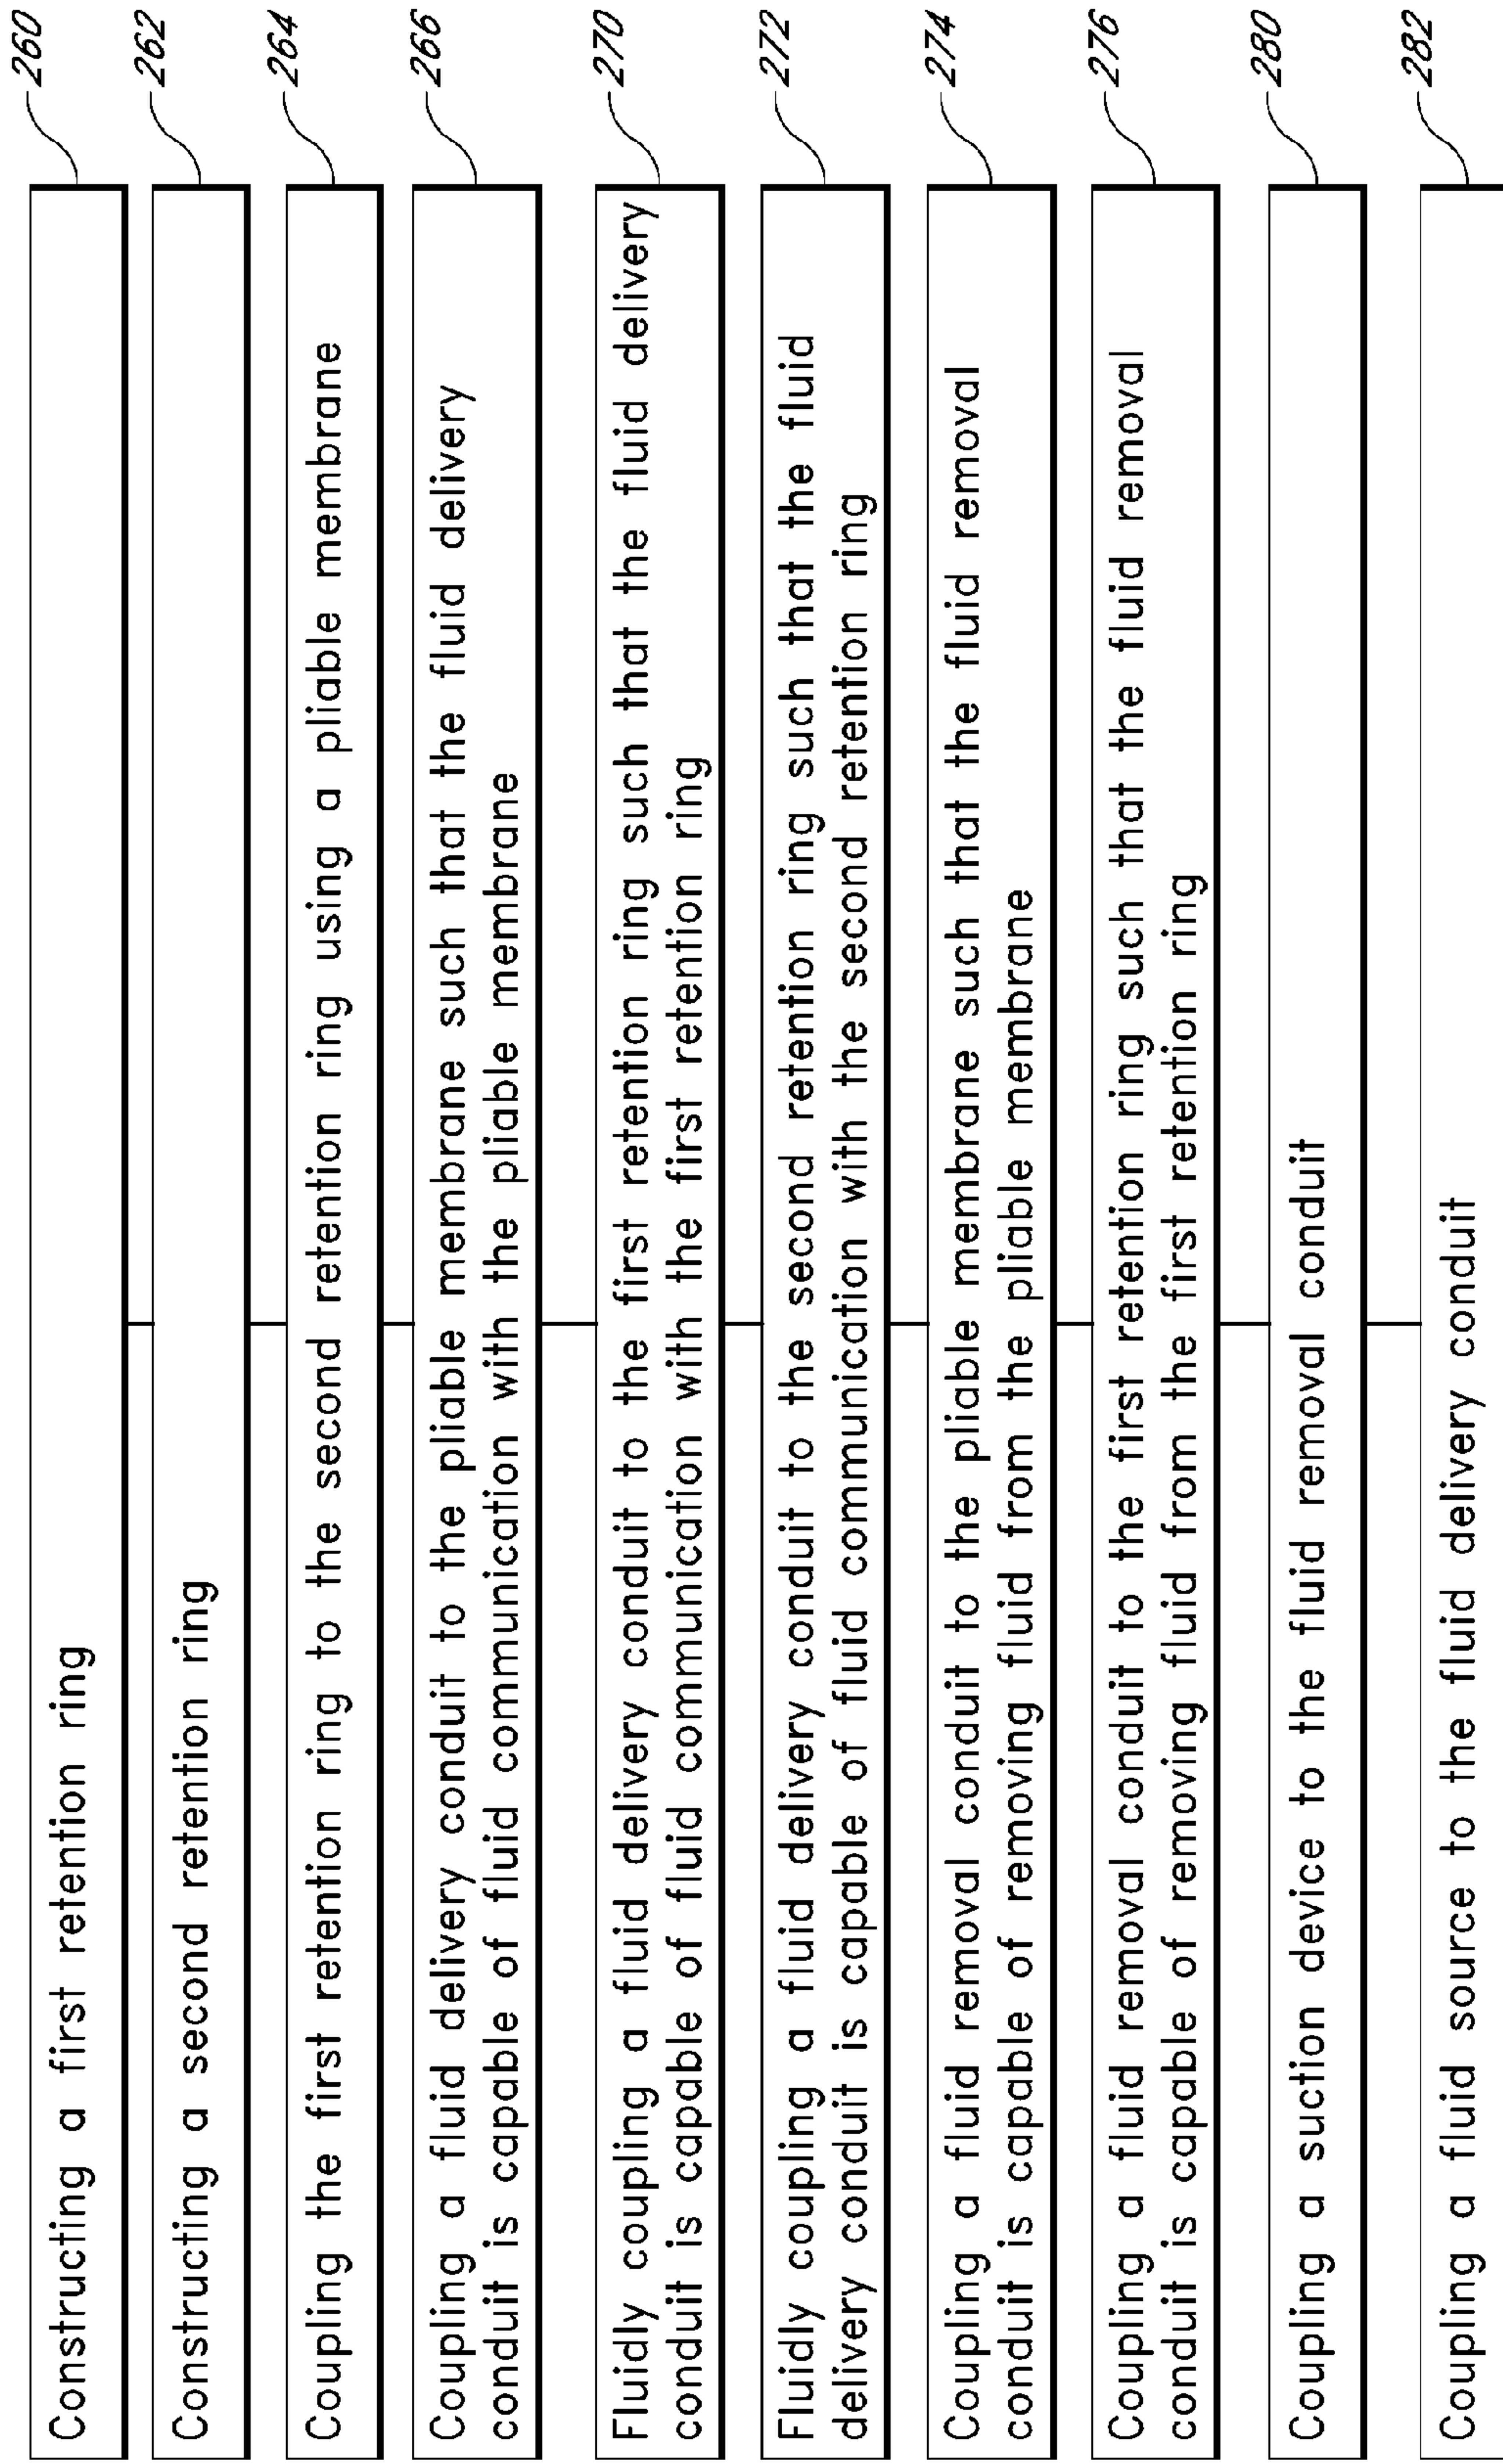 Constructing a first retention ring
260
Constructing a second retention ring
262
Coupling the first retention ring to the second retention ring using a pliable membrane
264
Coupling a fluid delivery conduit to the pliable membrane such that the fluid delivery
conduit is capable of fluid communication with the pliable membrane
266
Fluidly coupling a fluid delivery conduit to the first retention ring such that the fluid delivery
conduit is capable of fluid communication with the first retention ring
270
Fluidly coupling a fluid delivery conduit to the second retention ring such that the fluid
delivery conduit is capable of fluid communication with the second retention ring
272
Coupling a fluid removal conduit to the pliable membrane such that the fluid removal
conduit is capable of removing fluid from the pliable membrane
274
Coupling a fluid removal conduit to the first retention ring such that the fluid removal
conduit is capable of removing fluid from the first retention ring
276
Coupling a suction device to the fluid removal conduit
280
Coupling a fluid source to the fluid delivery conduit
282